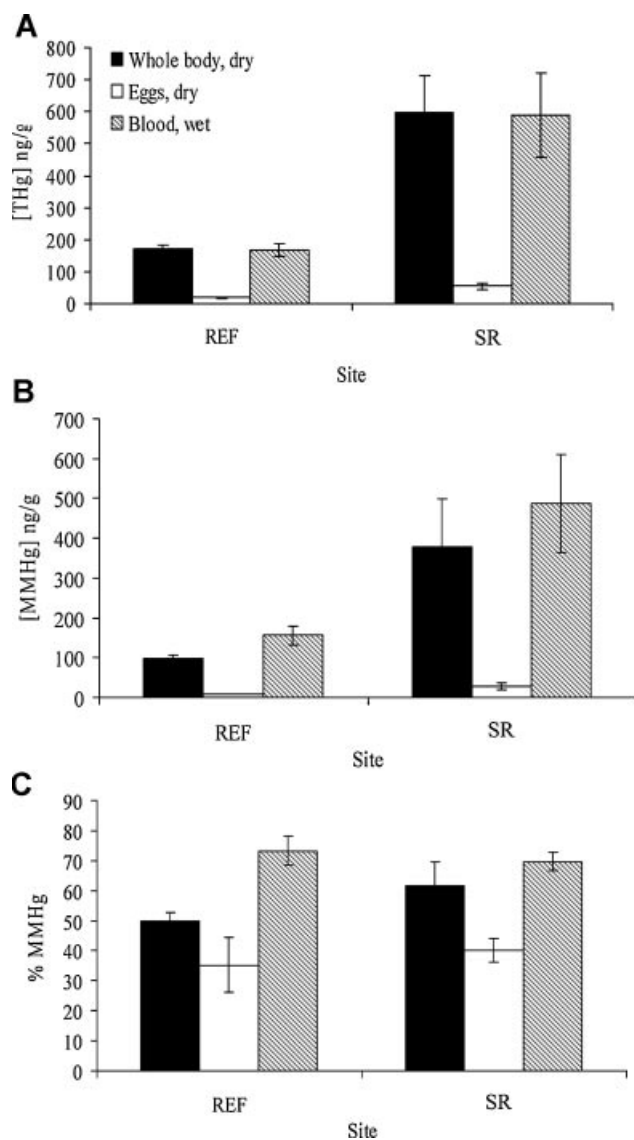 A
800
700
600
500
400
300
200
100
0
[THg] ng/g
Whole body, dry
Eggs, dry
Blood, wet
REF SR
Site
B
700
600
500
400
300
200
100
0
[MMHg] ng/g
REF SR
Site
C
90
80
70
60
50
40
30
20
10
0
% MMHg
REF SR
Site